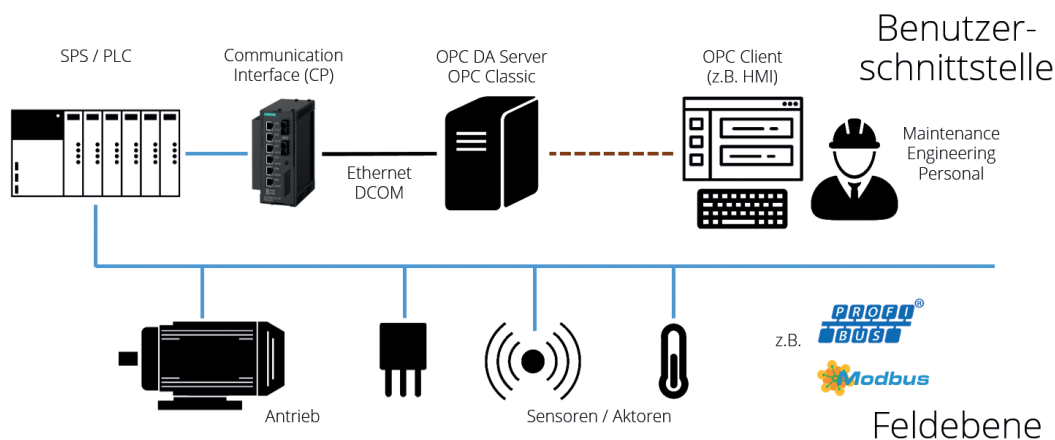 Benutzer-
schnittstelle
SPS / PLC
Communication
Interface (CP)
OPC DA Server
OPC Classic
OPC Client
(z.B. HMI)
Maintenance
Engineering
Personal
Ethernet
DCOM
z.B.
PROFI®
BUS
Modbus
Antrieb
Sensoren / Aktoren
Feldebene